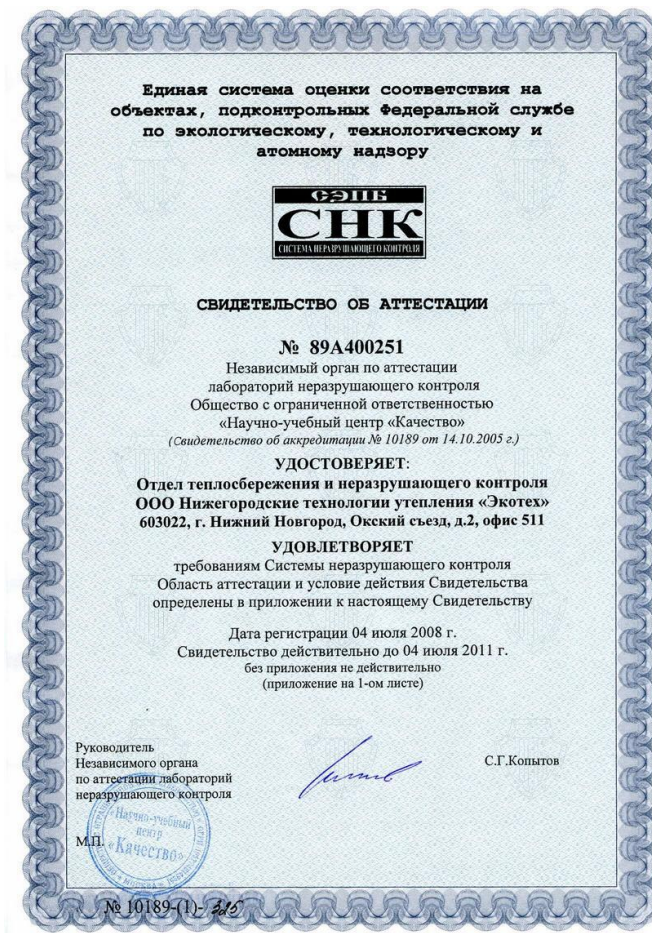 Единая система оценки соответствия на
объектах, подконтрольных Федеральной службе
по экологическому, технологическому и
атомному надзору
СЭПБ
СНК
СИСТЕМА НЕРАЗРУШАЮЩЕГО КОНТРОЛЯ
СВИДЕТЕЛЬСТВО ОБ АТТЕСТАЦИИ
№ 89А400251
Независимый орган по аттестации
лабораторий неразрушающего контроля
Общество с ограниченной ответственностью
«Научно-учебный центр «Качество»
(Свидетельство об аккредитации № 10189 от 14.10.2005 г.)
УДОСТОВЕРЯЕТ:
Отдел теплосбережения и неразрушающего контроля
ООО Нижегородские технологии утепления «Экотех»
603022, г. Нижний Новгород, Окский съезд, д.2, офис 511
УДОВЛЕТВОРЯЕТ
требованиям Системы неразрушающего контроля
Область аттестации и условие действия Свидетельства
определены в приложении к настоящему Свидетельству
Дата регистрации 04 июля 2008 г.
Свидетельство действительно до 04 июля 2011 г.
без приложения не действительно
(приложение на 1-ом листе)
Руководитель
Независимого органа
по аттестации лабораторий
неразрушающего контроля
С.Г.Копытов
М.П.
«Научно-учебный
центр
«Качество»
№ 10189-(1)- 325